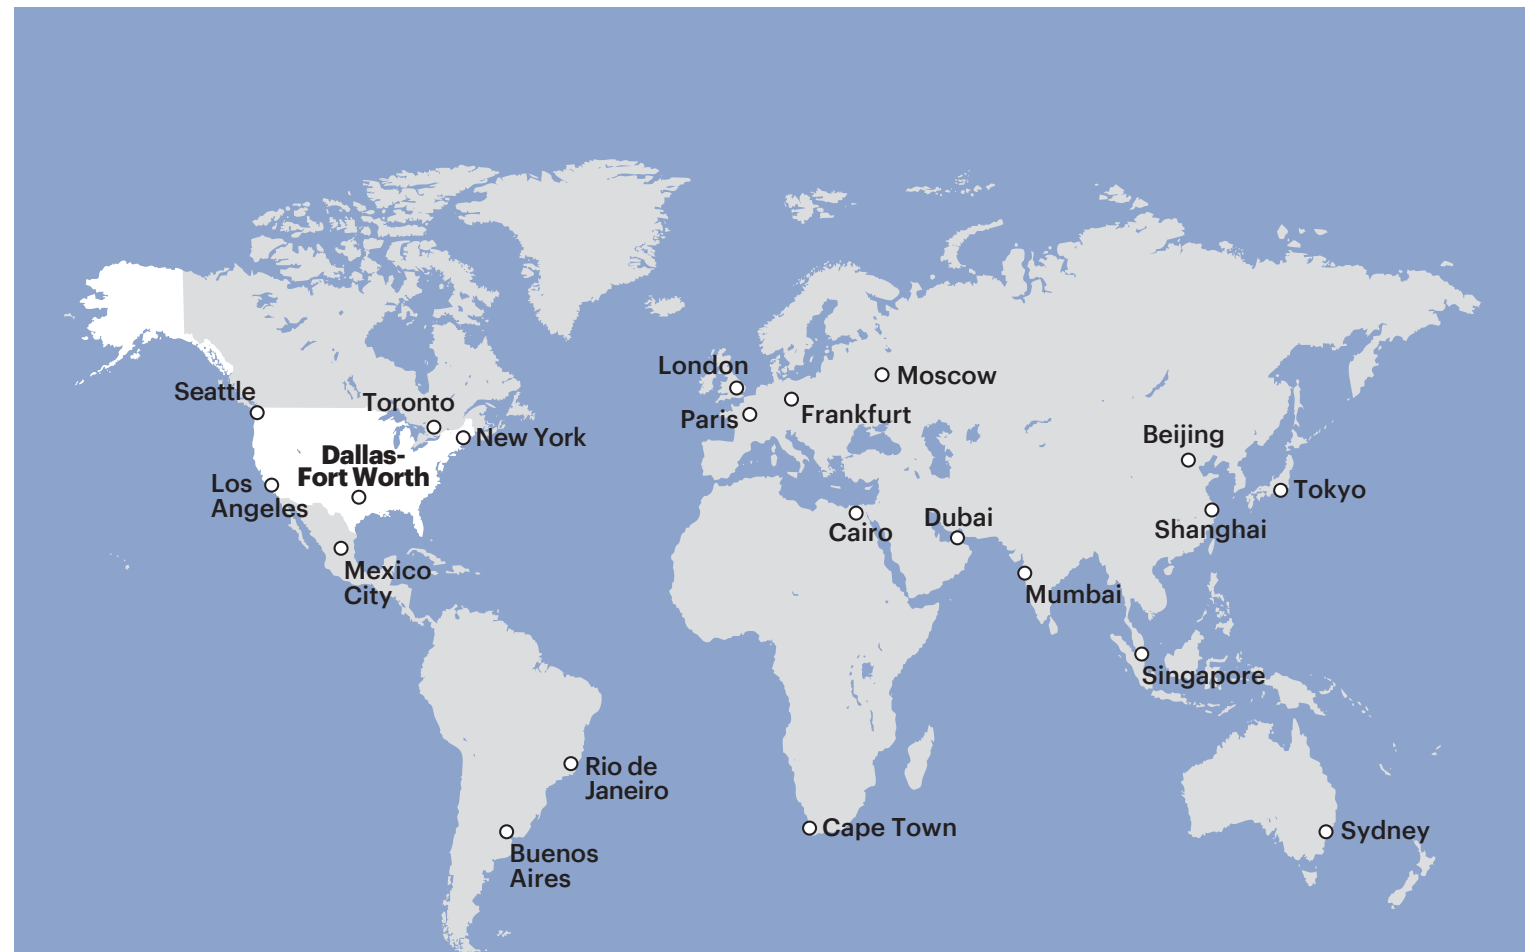 London
Moscow
Seattle
Toronto
Paris
Frankfurt
New York
Beijing
Dallas-
Fort Worth
Los
Angeles
Tokyo
Cairo
Dubai
Shanghai
Mexico
City
Mumbai
Singapore
Rio de
Janeiro
Cape Town
Sydney
Buenos
Aires